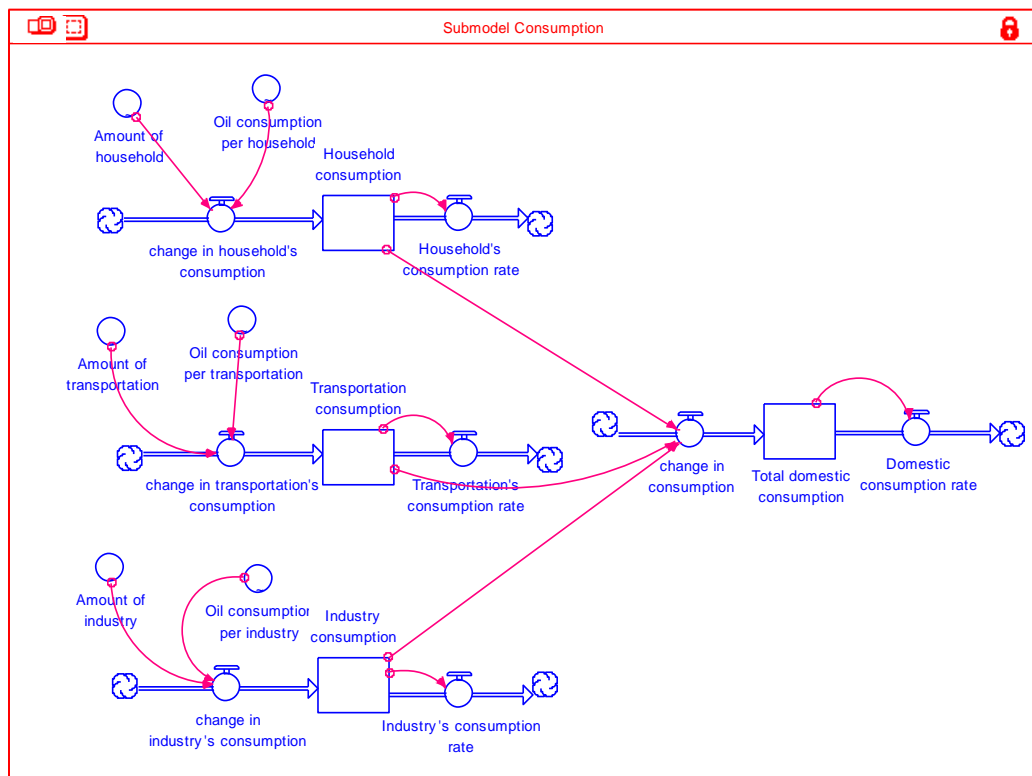 Submodel Consumption
Amount of
household
Oil consumption
per household
Household
consumption
change in household's
consumption
Household's
consumption rate
Amount of
transportation
Oil consumption
per transportation
Transportation
consumption
change in transportation's
consumption
Transportation's
consumption rate
change in
consumption
Total domestic
consumption
Domestic
consumption rate
Amount of
industry
Oil consumption
per industry
Industry
consumption
change in
industry's consumption
Industry's consumption
rate